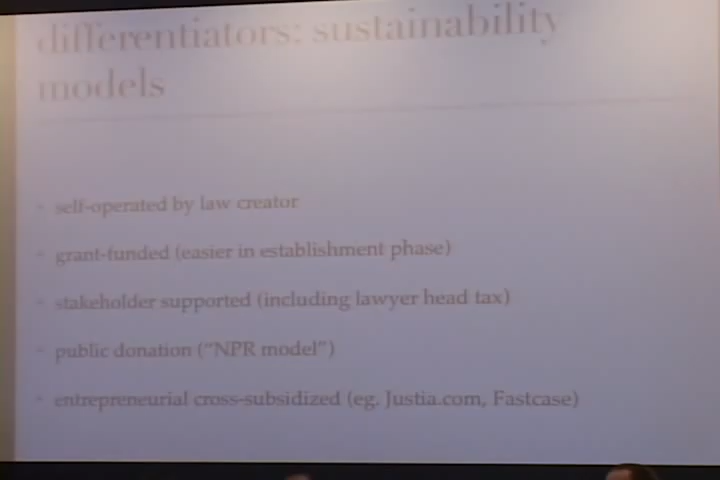 differentiators: sustainability
models
- self-operated by law creator
- grant-funded (easier in establishment phase)
- stakeholder supported (including lawyer head tax)
- public donation (“NPR model”)
- entrepreneurial cross-subsidized (eg. Justia.com, Fastcase)